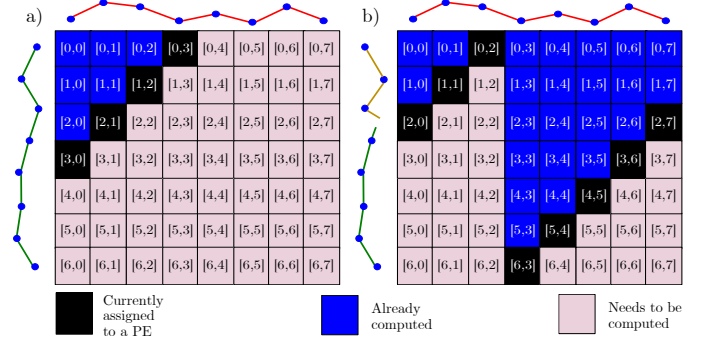 a)
b)
[0,0] [0,1] [0,2] [0,3] [0,4] [0,5] [0,6] [0,7]
[1,0] [1,1] [1,2] [1,3] [1,4] [1,5] [1,6] [1,7]
[2,0] [2,1] [2,2] [2,3] [2,4] [2,5] [2,6] [2,7]
[3,0] [3,1] [3,2] [3,3] [3,4] [3,5] [3,6] [3,7]
[4,0] [4,1] [4,2] [4,3] [4,4] [4,5] [4,6] [4,7]
[5,0] [5,1] [5,2] [5,3] [5,4] [5,5] [5,6] [5,7]
[6,0] [6,1] [6,2] [6,3] [6,4] [6,5] [6,6] [6,7]
[0,0] [0,1] [0,2] [0,3] [0,4] [0,5] [0,6] [0,7]
[1,0] [1,1] [1,2] [1,3] [1,4] [1,5] [1,6] [1,7]
[2,0] [2,1] [2,2] [2,3] [2,4] [2,5] [2,6] [2,7]
[3,0] [3,1] [3,2] [3,3] [3,4] [3,5] [3,6] [3,7]
[4,0] [4,1] [4,2] [4,3] [4,4] [4,5] [4,6] [4,7]
[5,0] [5,1] [5,2] [5,3] [5,4] [5,5] [5,6] [5,7]
[6,0] [6,1] [6,2] [6,3] [6,4] [6,5] [6,6] [6,7]
Currently
assigned
to a PE
Already
computed
Needs to be
computed